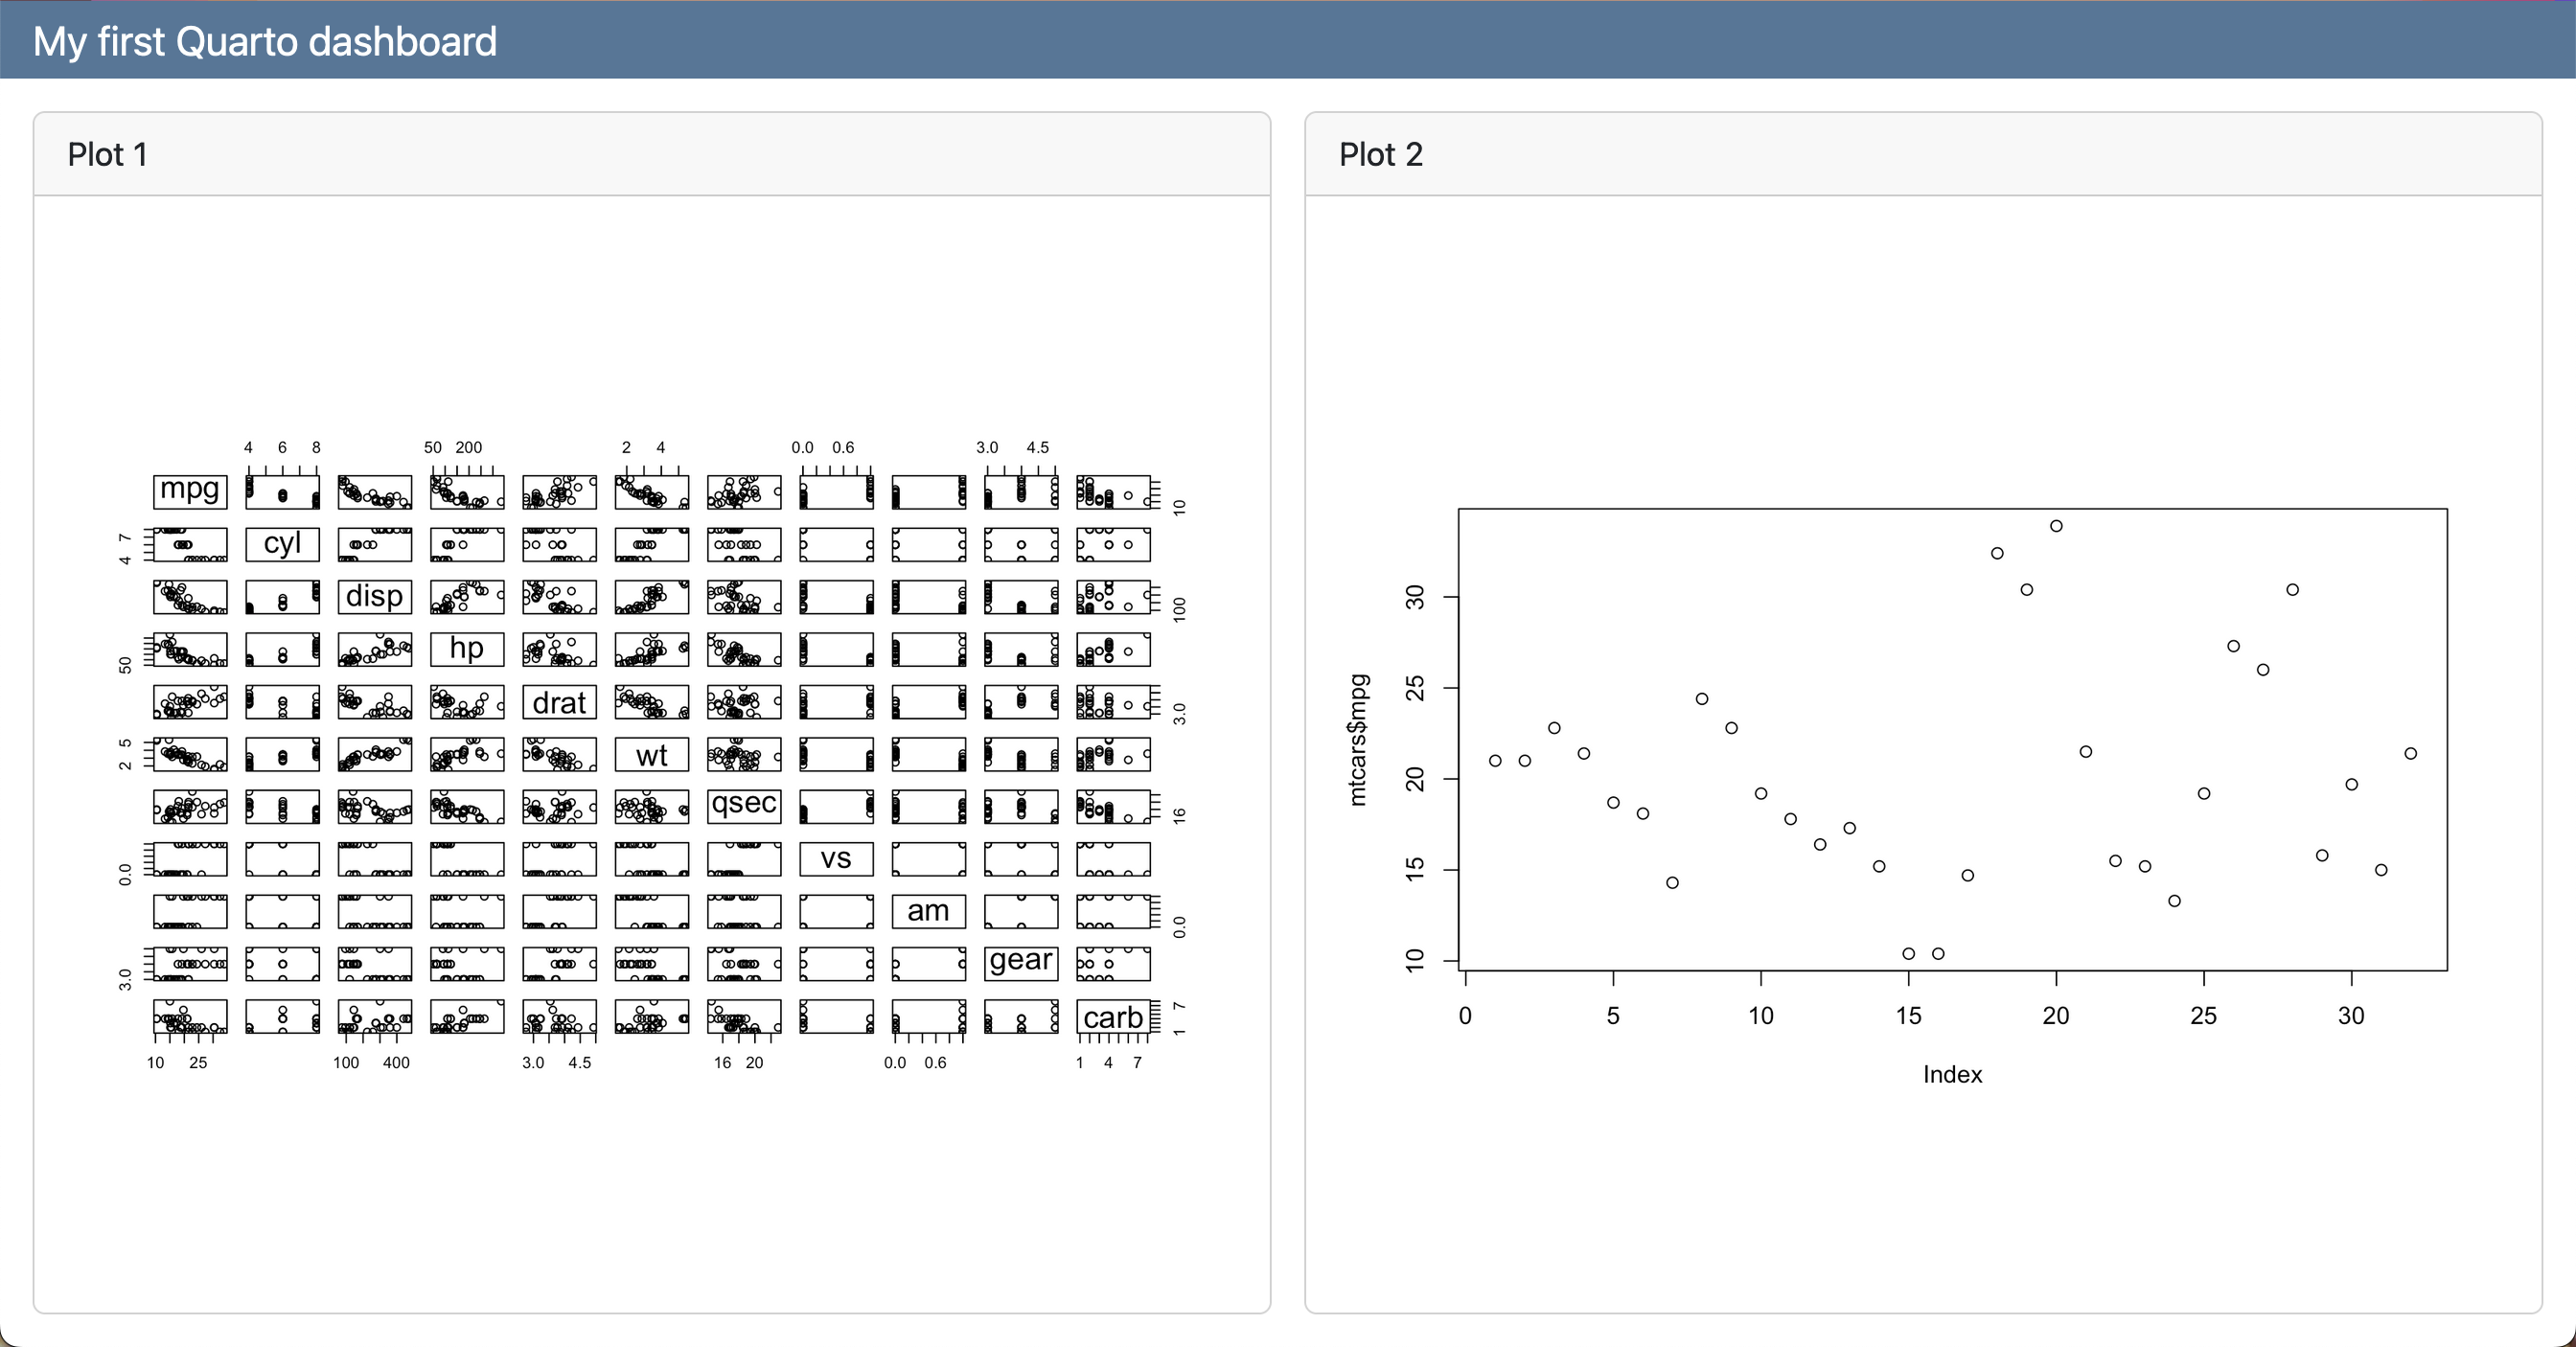 My first Quarto dashboard
Plot 1
4 6 8 50 200 2 4 0.0 0.6 3.0 4.5
mpg
10
4 7
cyl
disp
100
50
hp
drat
3.0
2 5
wt
qsec
16
0.0
vs
am
0.0
3.0
gear
carb
1 7
10 25 100 400 3.0 4.5 16 20 0.0 0.6 1 4 7
Plot 2
mtcars$mpg
30
25
20
15
10
0 5 10 15 20 25 30
Index